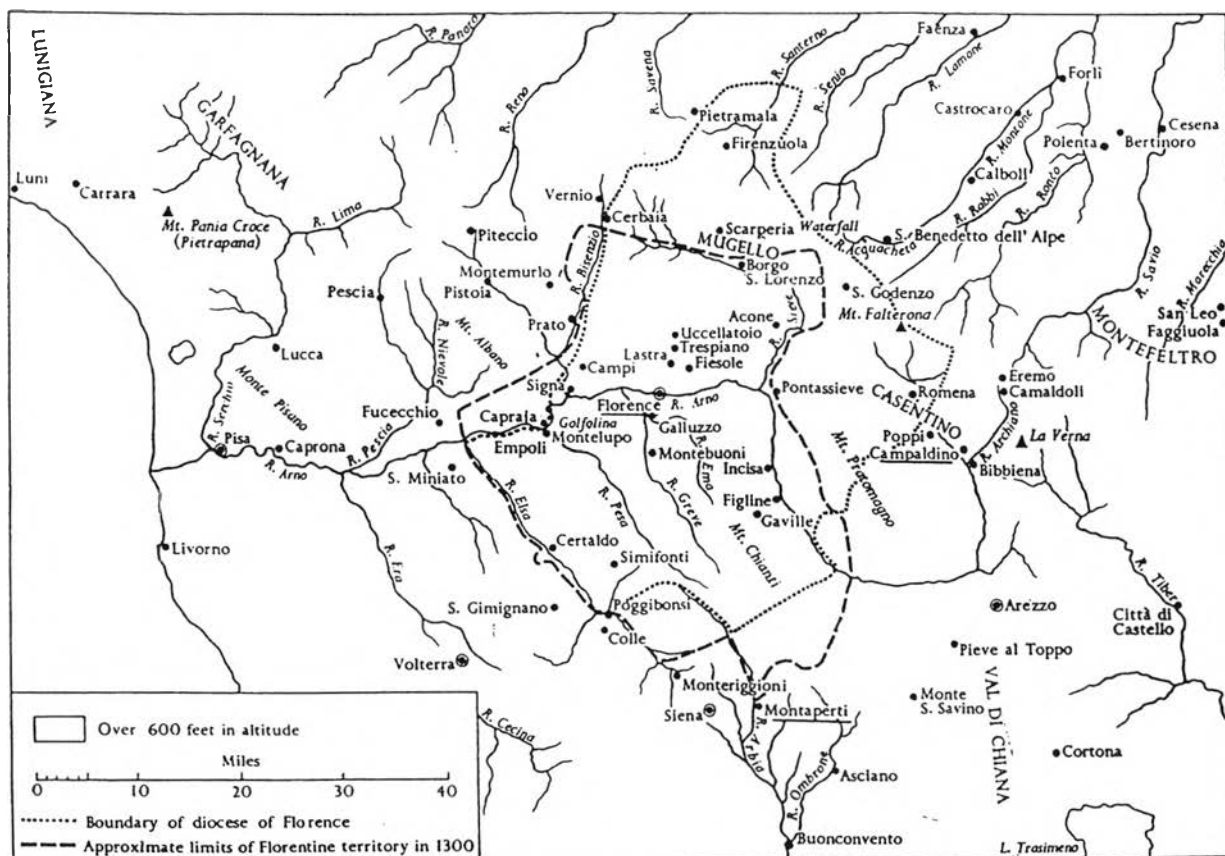 LUNIGIANA
R. Panaro
R. Reno
R. Savena
R. Santerno
R. Senio
Faenza
R. Lamone
Forlì
GARFAGNANA
Pietramala
Firenzuola
Castrocaro
R. Montone
Polenta
Bertinoro
Cesena
Luni
Carrara
Mt. Pania Croce
(Pietrapana)
R. Lima
Vernio
Cerbaia
Calboli
R. Rabbi
R. Ronco
Piteccio
R. Bisenzio
Scarperia
MUGELLO
Waterfall
R. Acquacheta
S. Benedetto dell' Alpe
R. Savio
R. Marecchia
Montemurlo
Pistoia
Borgo
S. Lorenzo
S. Godenzo
Mt. Falterona
San Leo
Faggiuola
MONTEFELTRO
Pescia
R. Nievole
Mt. Albano
Prato
Acone
R. Sieve
Uccellatoio
Trespiano
Lastra
Fiesole
Lucca
Campi
Signa
Pontassieve
Romena
Eremo
Camaldoli
CASENTINO
R. Serchio
Monte Pisano
Fucecchio
Capraia
Golfolina
Montelupo
Florence
R. Arno
Galluzzo
Poppi
Campaldino
R. Archiano
La Verna
Bibbiena
Pisa
Caprona
R. Arno
R. Pescia
Empoli
S. Miniato
Montebuoni
R. Ema
Incisa
Mt. Pratomagno
R. Elsa
R. Pesa
R. Greve
Figline
Gaville
Mt. Chianti
Livorno
R. Era
Certaldo
Simifonti
S. Gimignano
Poggibonsi
Colle
R. Tiber
Arezzo
Città di
Castello
Volterra
Pieve al Toppo
Monteriggioni
Siena
Montaperti
R. Arbia
Monte
S. Savino
VAL DI CHIANA
Cortona
R. Cecina
R. Ombrone
Asciano
Buonconvento
L. Trasimeno
Over 600 feet in altitude
Miles
0 10 20 30 40
Boundary of diocese of Florence
Approximate limits of Florentine territory in 1300